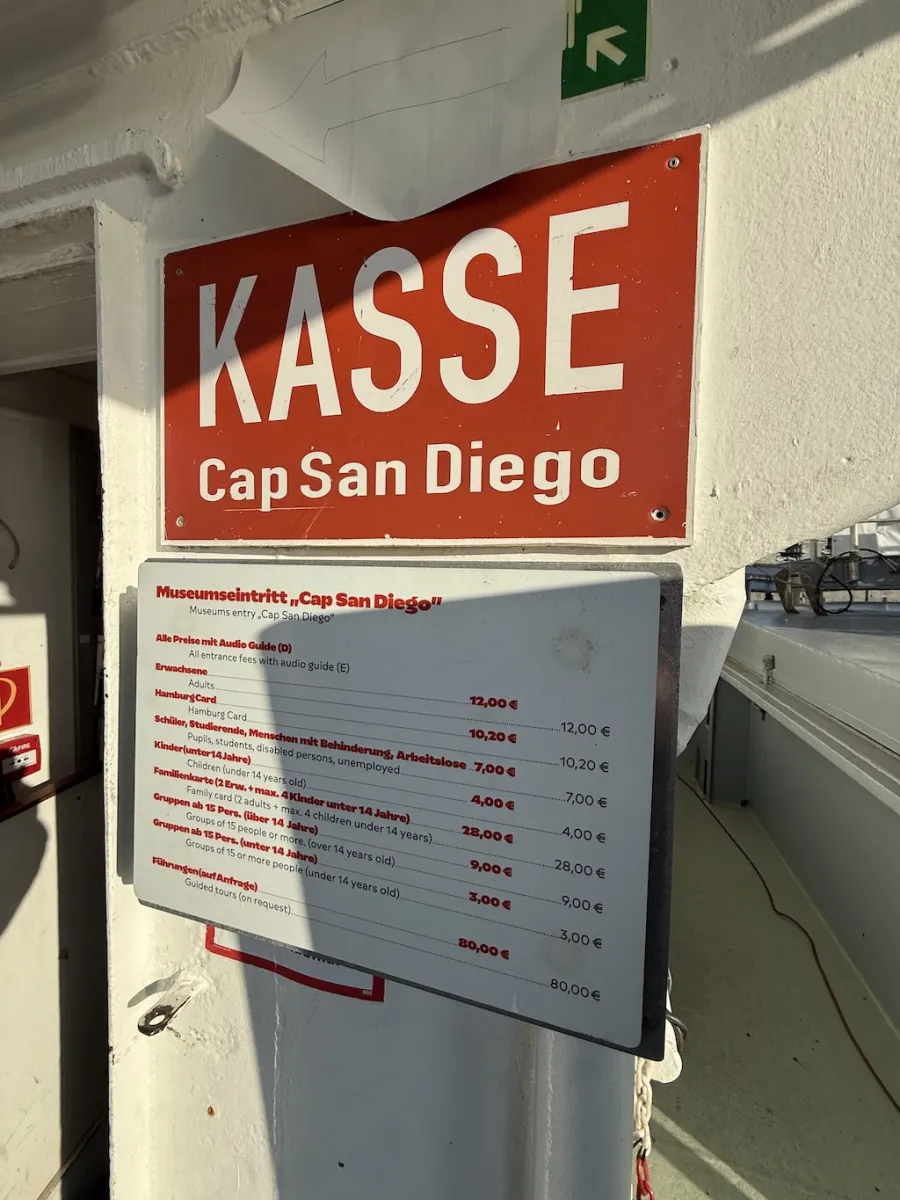 KASSE
Cap San Diego
Museumseintritt „Cap San Diego"
Museums entry „Cap San Diego"
Alle Preise mit Audio Guide (D)
All entrance fees with audio guide (E)
Erwachsene 12,00 €
Adults 12,00 €
HamburgCard 10,20 €
Hamburg Card 10,20 €
Schüler, Studierende, Menschen mit Behinderung, Arbeitslose 7,00 €
Pupils, students, disabled persons, unemployed 7,00 €
Kinder(unter 14 Jahre) 4,00 €
Children (under 14 years old) 4,00 €
Familienkarte (2 Erw. + max. 4 Kinder unter 14 Jahre) 28,00 €
Family card (2 adults + max. 4 children under 14 years) 28,00 €
Gruppen ab 15 Pers. (über 14 Jahre) 9,00 €
Groups of 15 people or more. (over 14 years old) 9,00 €
Gruppen ab 15 Pers. (unter 14 Jahre) 3,00 €
Groups of 15 or more people (under 14 years old) 3,00 €
Führungen(auf Anfrage) 80,00 €
Guided tours (on request) 80,00 €